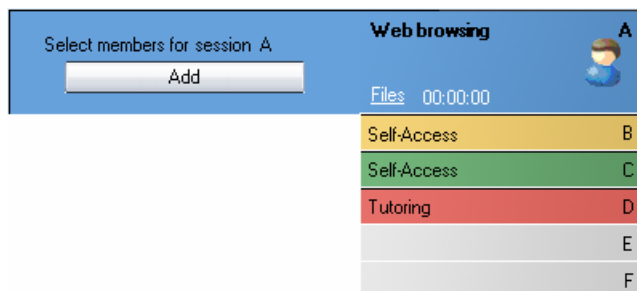 Select members for session A
Add
Web browsing A
Files 00:00:00
Self-Access B
Self-Access C
Tutoring D
E
F